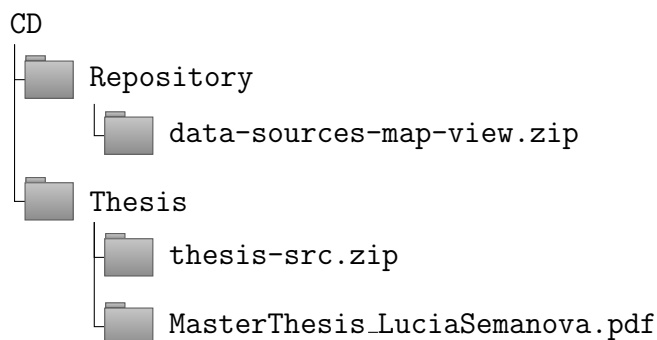 CD
Repository
data-sources-map-view.zip
Thesis
thesis-src.zip
MasterThesis_LuciaSemanova.pdf